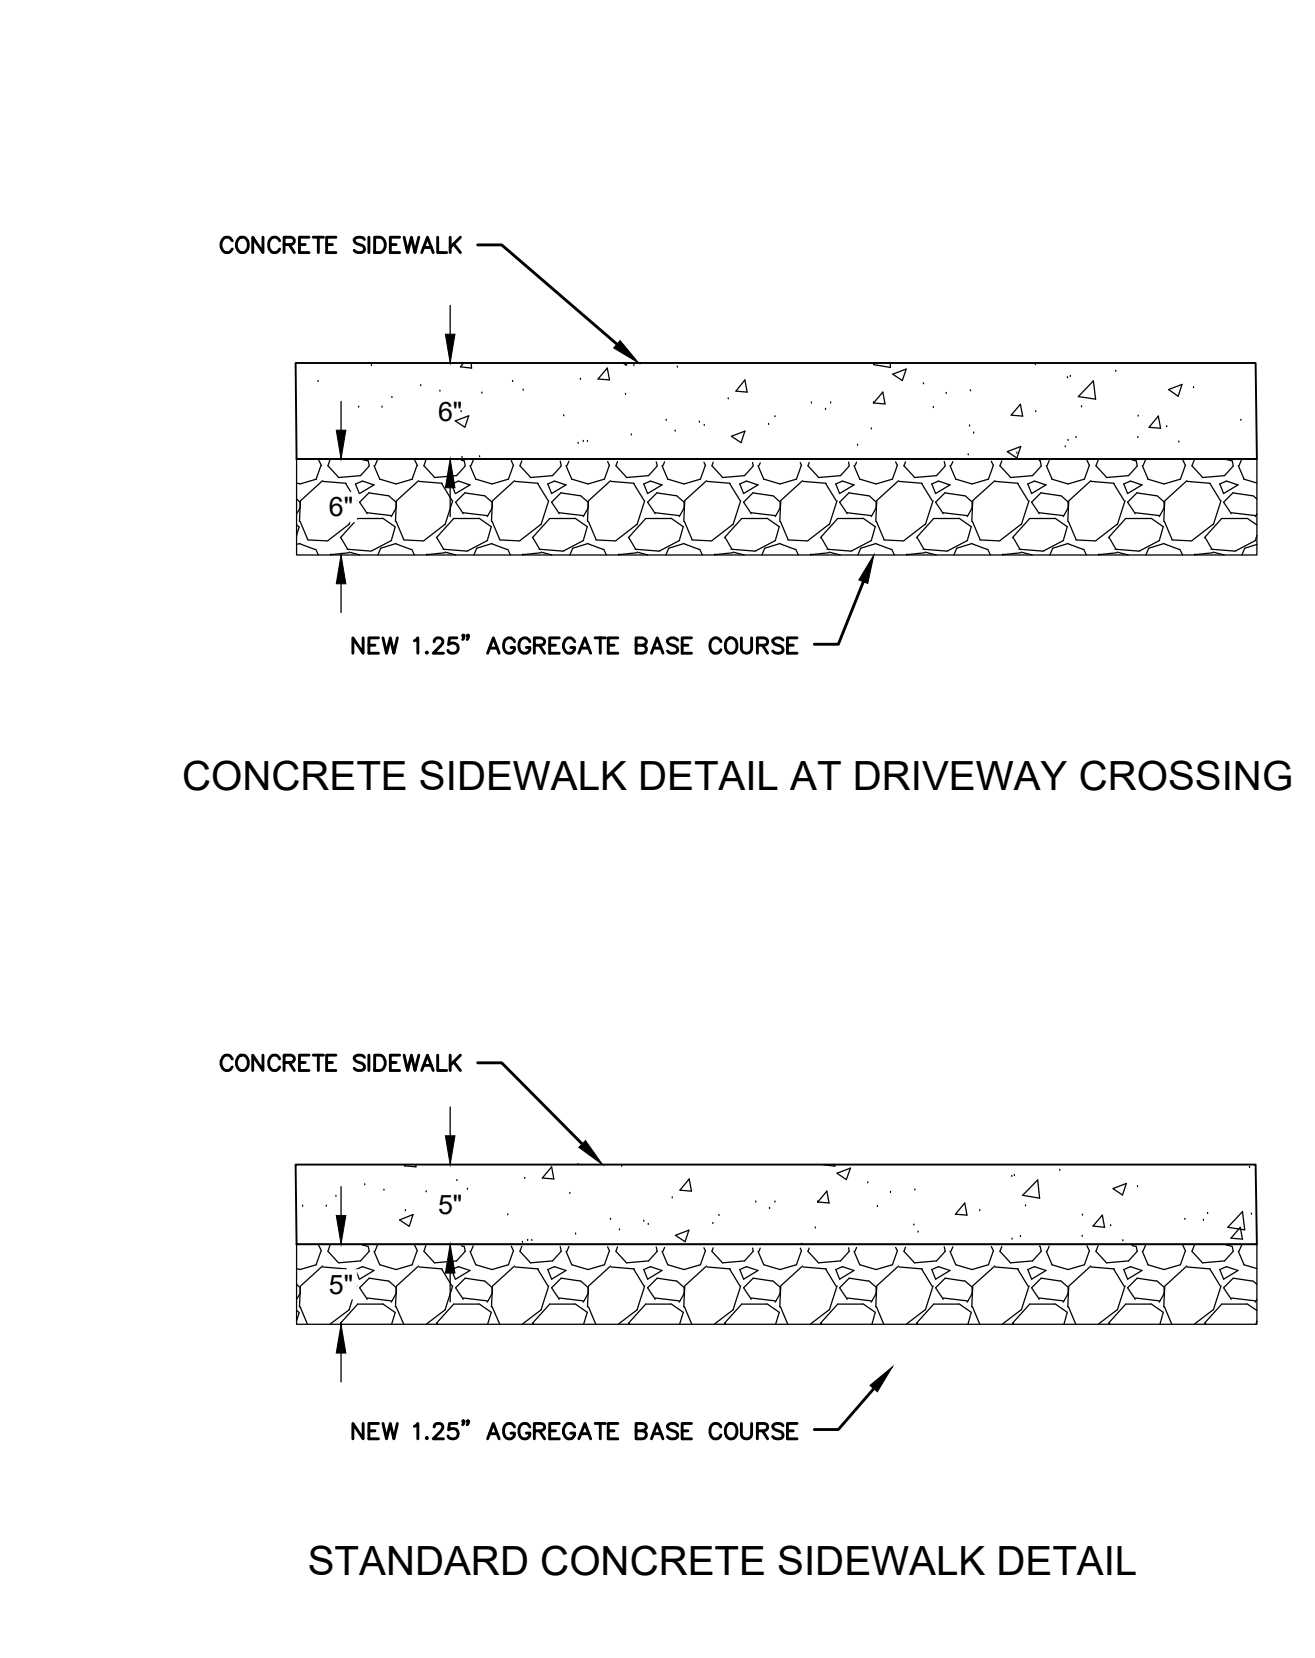 CONCRETE SIDEWALK
6"
6"
NEW 1.25" AGGREGATE BASE COURSE
CONCRETE SIDEWALK DETAIL AT DRIVEWAY CROSSING
CONCRETE SIDEWALK
5"
5"
NEW 1.25" AGGREGATE BASE COURSE
STANDARD CONCRETE SIDEWALK DETAIL